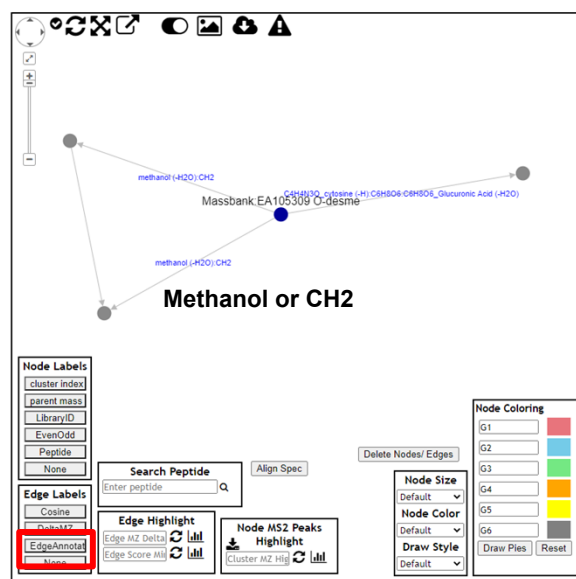 methanol (-H2O):CH2
C4H4N3O_cytosine (-H):C6H8O6:C6H8O6_Glucuronic Acid (-H2O)
Massbank:EA105309 O-desme
methanol (-H2O):CH2
Methanol or CH2
Node Labels
cluster index
parent mass
LibraryID
EvenOdd
Peptide
None
Edge Labels
Cosine
DeltaMZ
EdgeAnnotat
None
Search Peptide
Enter peptide
Align Spec
Edge Highlight
Edge MZ Delta
Edge Score Mi
Node MS2 Peaks
Highlight
Cluster MZ Hig
Delete Nodes/ Edges
Node Size
Default
Node Color
Default
Draw Style
Default
Node Coloring
G1
G2
G3
G4
G5
G6
Draw Pies
Reset